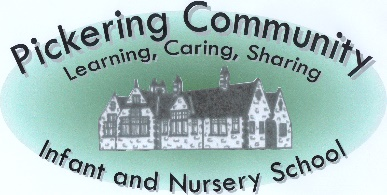 Pickering Community
Learning, Caring, Sharing
Infant and Nursery School